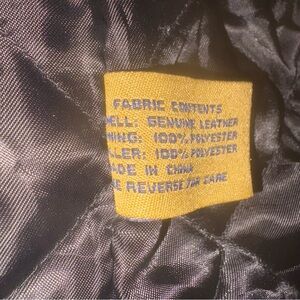 FABRIC CONTENTS
ELL: GENUINE LEATHER
NING: 100% POLYESTER
LLER: 100% POLYESTER
ADE IN CHINA
E REVERSE FOR CARE